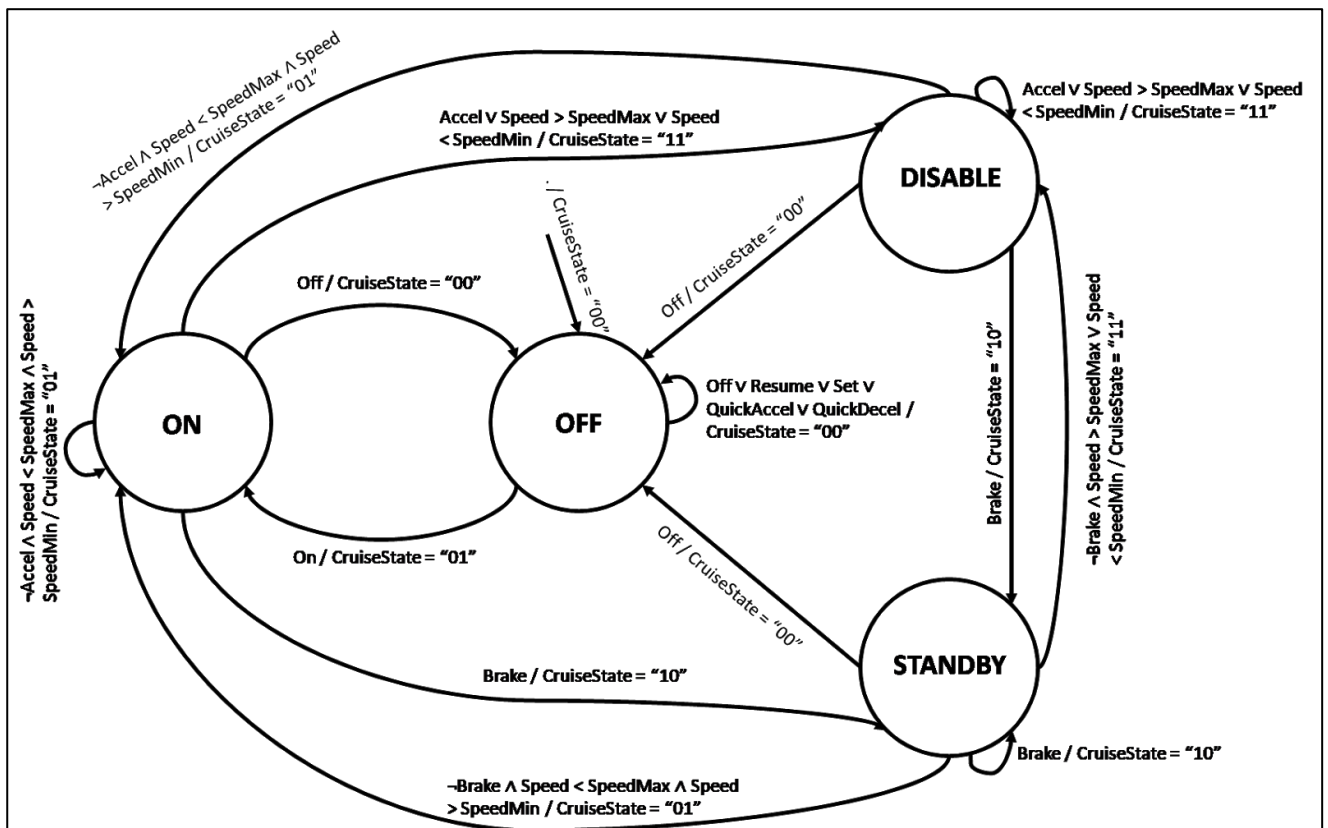 ¬Accel ∧ Speed < SpeedMax ∧ Speed
> SpeedMin / CruiseState = “01”
Accel ∨ Speed > SpeedMax ∨ Speed
< SpeedMin / CruiseState = “11”
Accel ∨ Speed > SpeedMax ∨ Speed
< SpeedMin / CruiseState = “11”
DISABLE
. / CruiseState = “00”
Off / CruiseState = “00”
Off / CruiseState = “00”
¬Accel ∧ Speed < SpeedMax ∧ Speed >
SpeedMin / CruiseState = “01”
ON
OFF
Off ∨ Resume ∨ Set ∨
QuickAccel ∨ QuickDecel /
CruiseState = “00”
Brake / CruiseState = “10”
¬Brake ∧ Speed > SpeedMax ∨ Speed
< SpeedMin / CruiseState = “11”
On / CruiseState = “01”
Off / CruiseState = “00”
STANDBY
Brake / CruiseState = “10”
Brake / CruiseState = “10”
¬Brake ∧ Speed < SpeedMax ∧ Speed
> SpeedMin / CruiseState = “01”